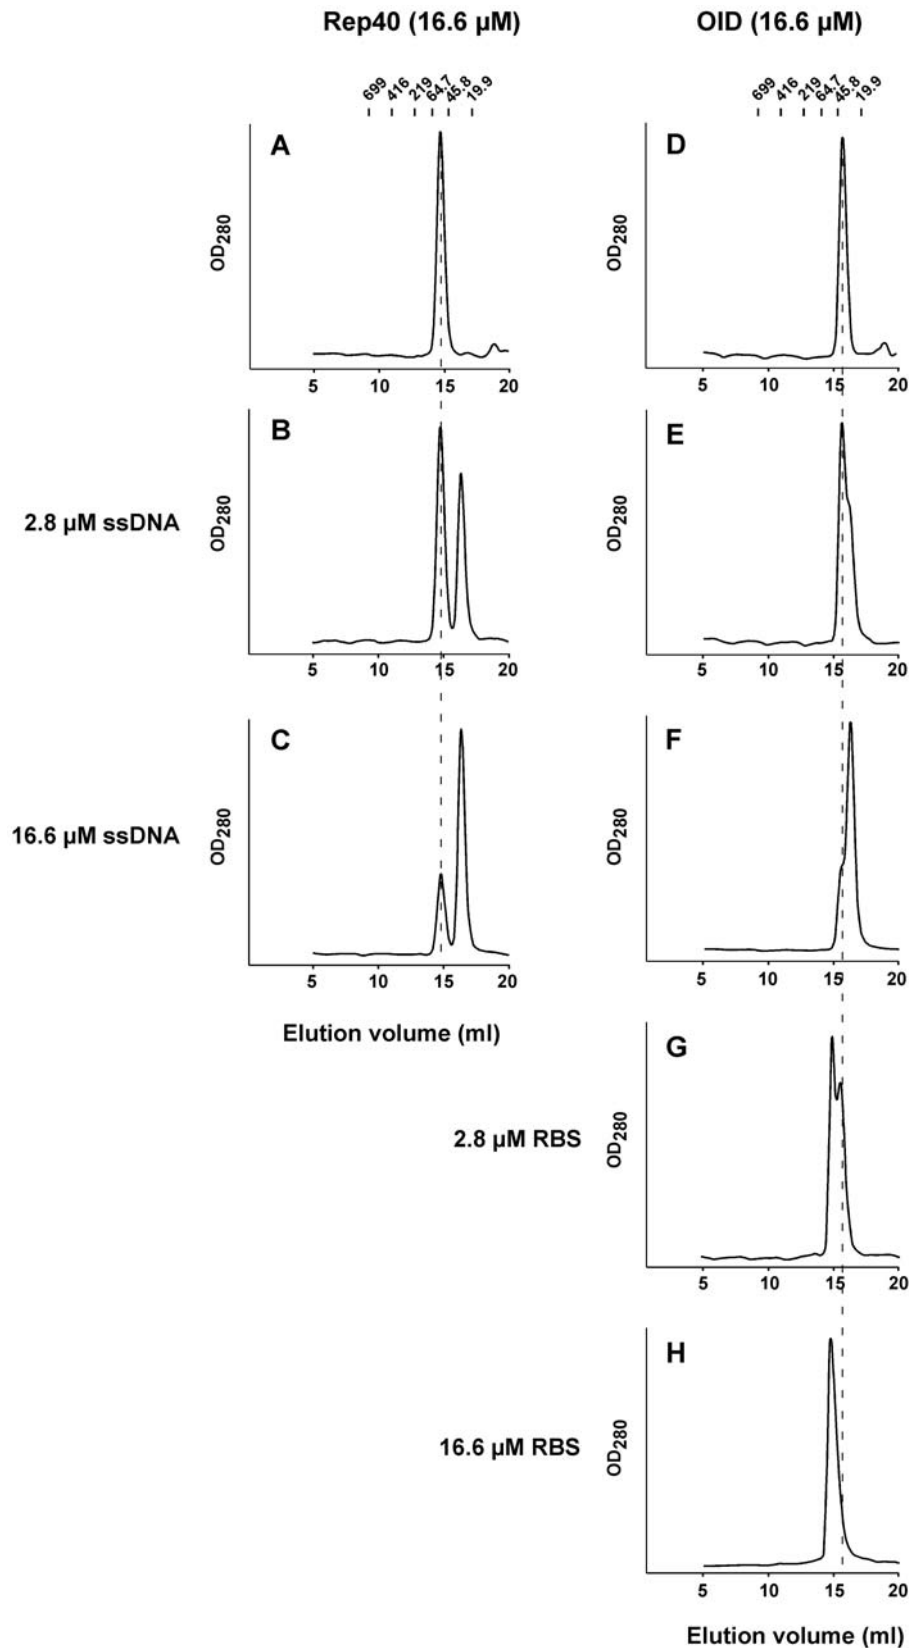 Rep40 (16.6 µM)
OID (16.6 µM)
699 416 219 64.7 45.8 19.9
699 416 219 64.7 45.8 19.9
A
OD280
5 10 15 20
D
OD280
5 10 15 20
2.8 µM ssDNA
B
OD280
5 10 15 20
E
OD280
5 10 15 20
16.6 µM ssDNA
C
OD280
5 10 15 20
Elution volume (ml)
F
OD280
5 10 15 20
2.8 µM RBS
G
OD280
5 10 15 20
16.6 µM RBS
H
OD280
5 10 15 20
Elution volume (ml)